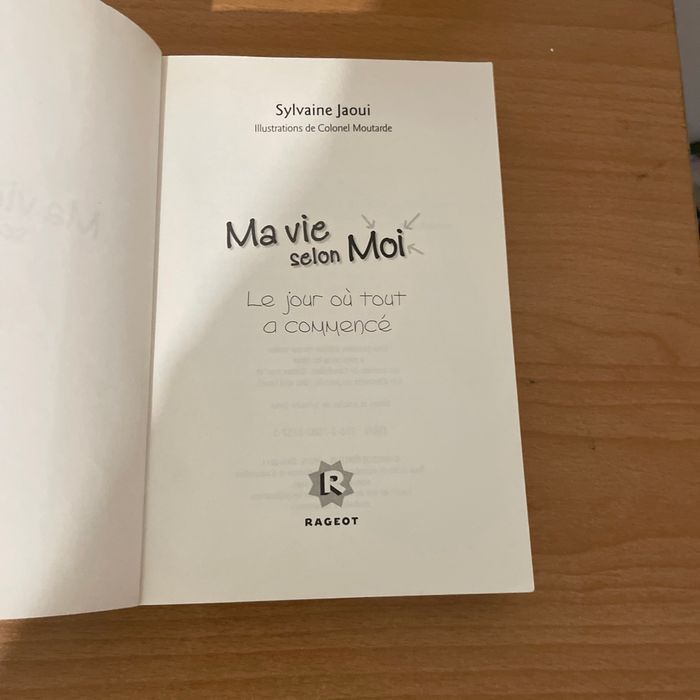 Sylvaine Jaoui
Illustrations de Colonel Moutarde
Ma vie
selon Moi
Le jour où tout
a commencé
R
RAGEOT